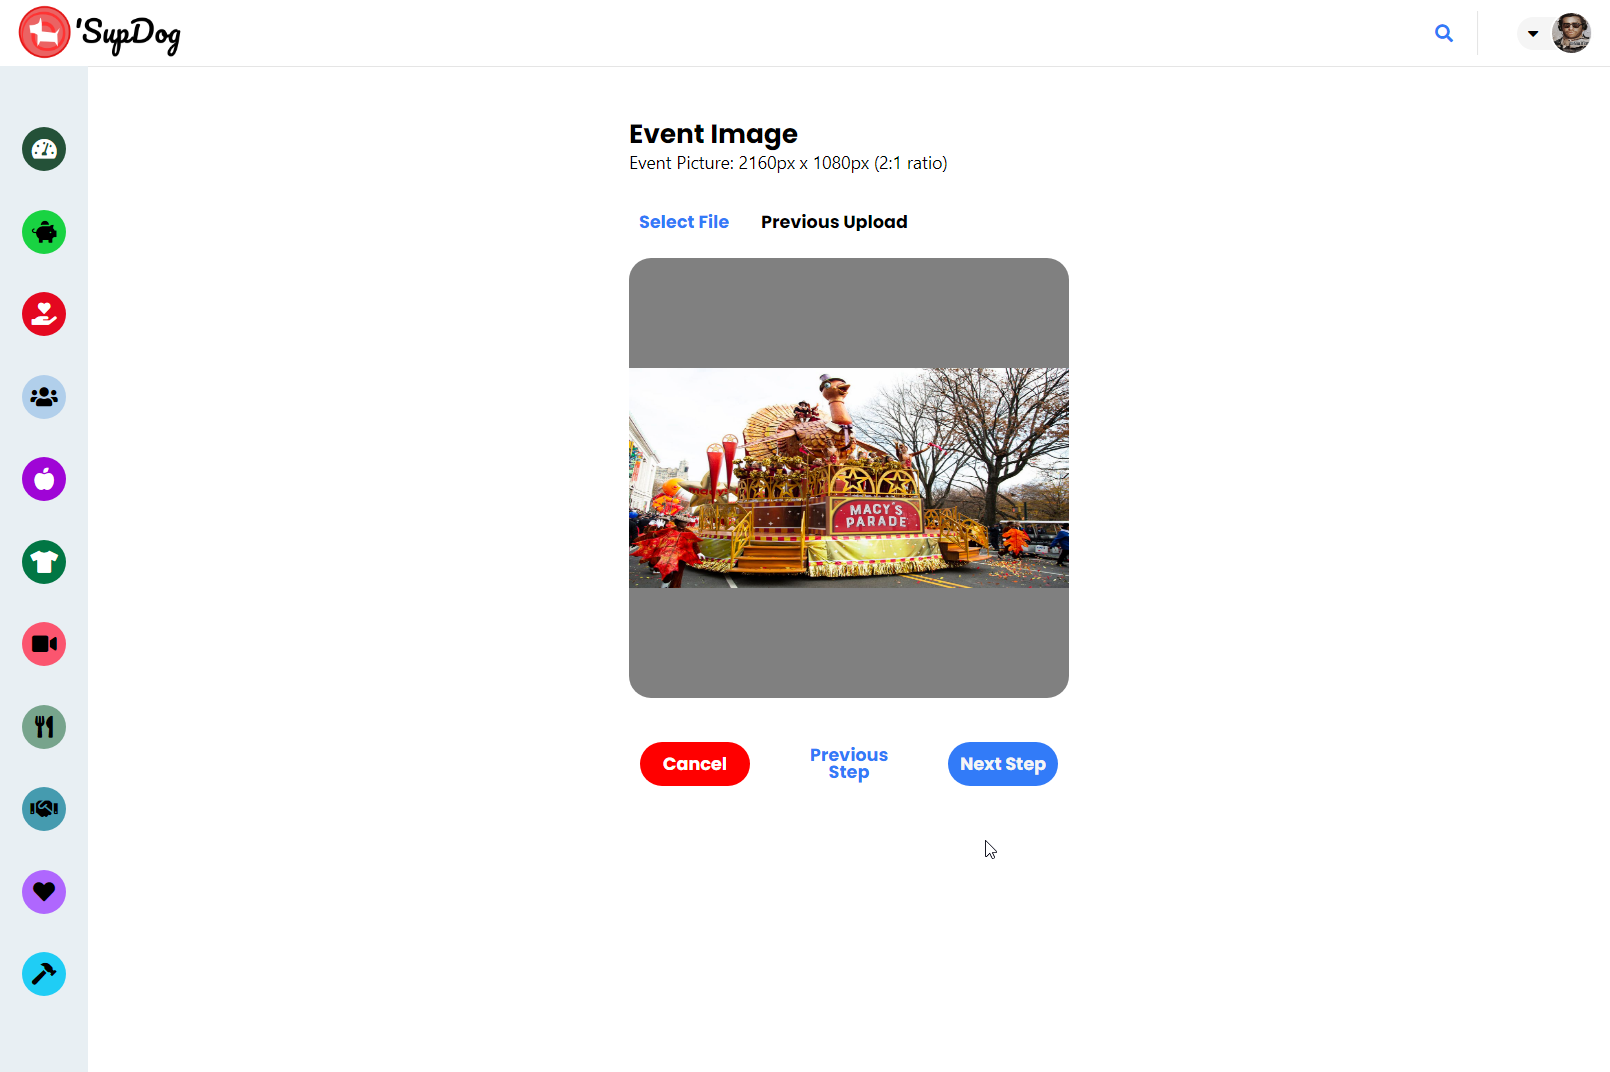 'SupDog
Event Image
Event Picture: 2160px x 1080px (2:1 ratio)
Select File
Previous Upload
MACY'S
PARADE
Cancel
Previous
Step
Next Step